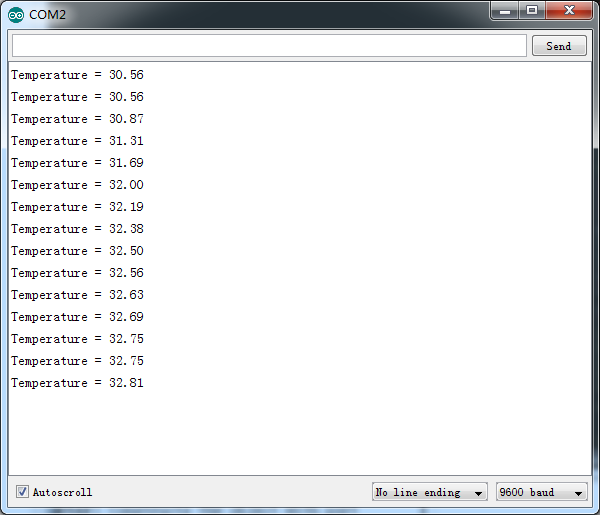 COM2
Send
Temperature = 30.56
Temperature = 30.56
Temperature = 30.87
Temperature = 31.31
Temperature = 31.69
Temperature = 32.00
Temperature = 32.19
Temperature = 32.38
Temperature = 32.50
Temperature = 32.56
Temperature = 32.63
Temperature = 32.69
Temperature = 32.75
Temperature = 32.75
Temperature = 32.81
Autoscroll
No line ending
9600 baud